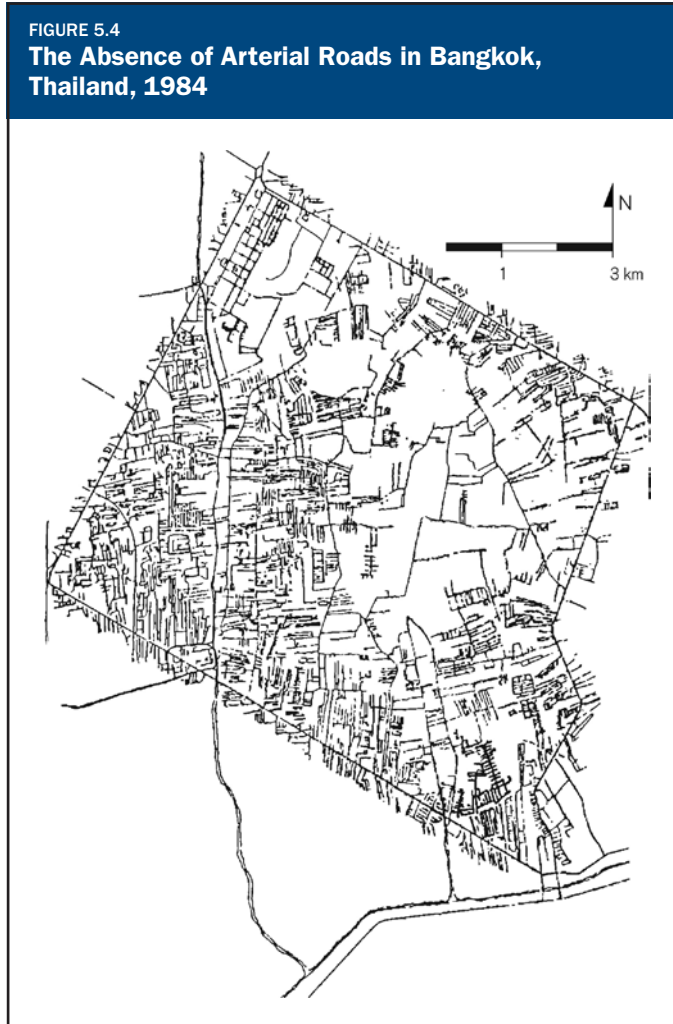 FIGURE 5.4
The Absence of Arterial Roads in Bangkok,
Thailand, 1984
N
1 3 km